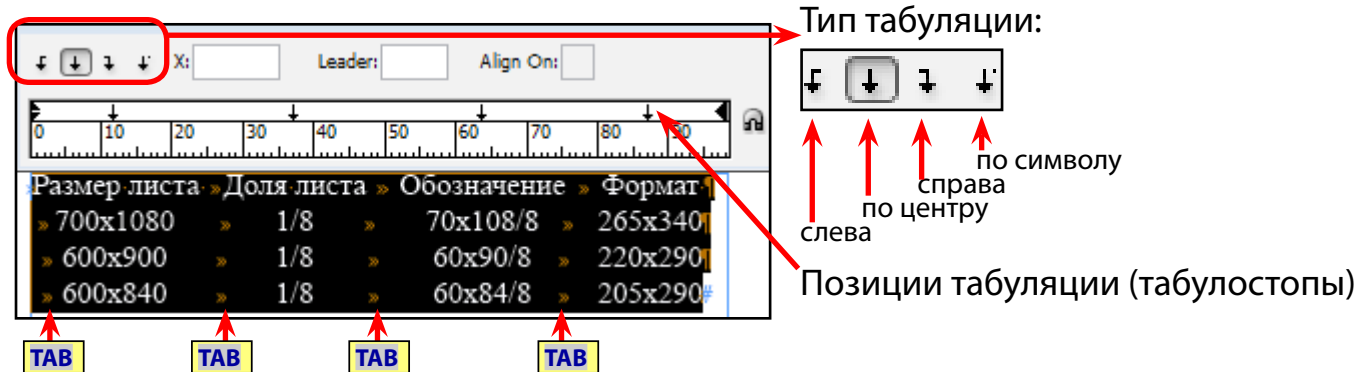 Тип табуляции:
X: Leader: Align On:
0 10 20 30 40 50 60 70 80 90
по символу
справа
по центру
слева
Размер листа » Доля листа » Обозначение » Формат¶
» 700x1080 » 1/8 » 70x108/8 » 265x340¶
» 600x900 » 1/8 » 60x90/8 » 220x290¶
» 600x840 » 1/8 » 60x84/8 » 205x290#
Позиции табуляции (табулостопы)
TAB TAB TAB TAB